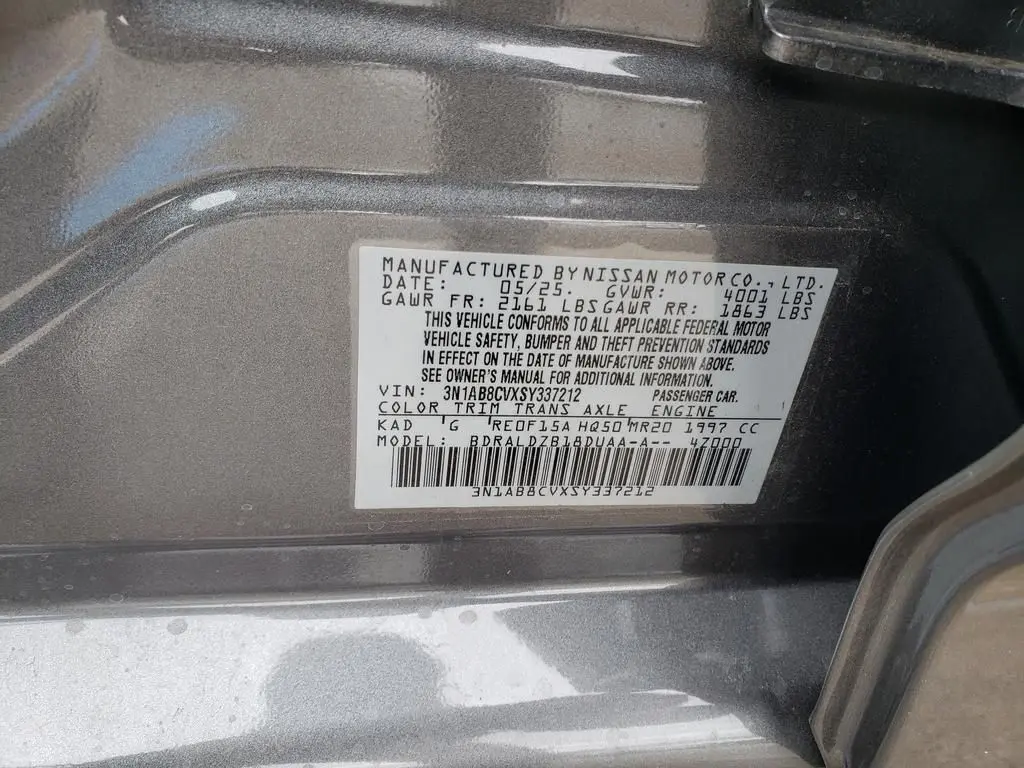 MANUFACTURED BY NISSAN MOTOR CO., LTD.
DATE: 05/25. GVWR: 4001 LBS
GAWR FR: 2161 LBS GAWR RR: 1863 LBS
THIS VEHICLE CONFORMS TO ALL APPLICABLE FEDERAL MOTOR
VEHICLE SAFETY, BUMPER AND THEFT PREVENTION STANDARDS
IN EFFECT ON THE DATE OF MANUFACTURE SHOWN ABOVE.
SEE OWNER'S MANUAL FOR ADDITIONAL INFORMATION.
VIN: 3N1AB8CVXSY337212 PASSENGER CAR.
COLOR TRIM TRANS AXLE ENGINE
KAD G RE0F15A HQ50 MR20 1997 CC
MODEL: BDRALDZB18DUAA-A-- 4Z000
3N1AB8CVXSY337212